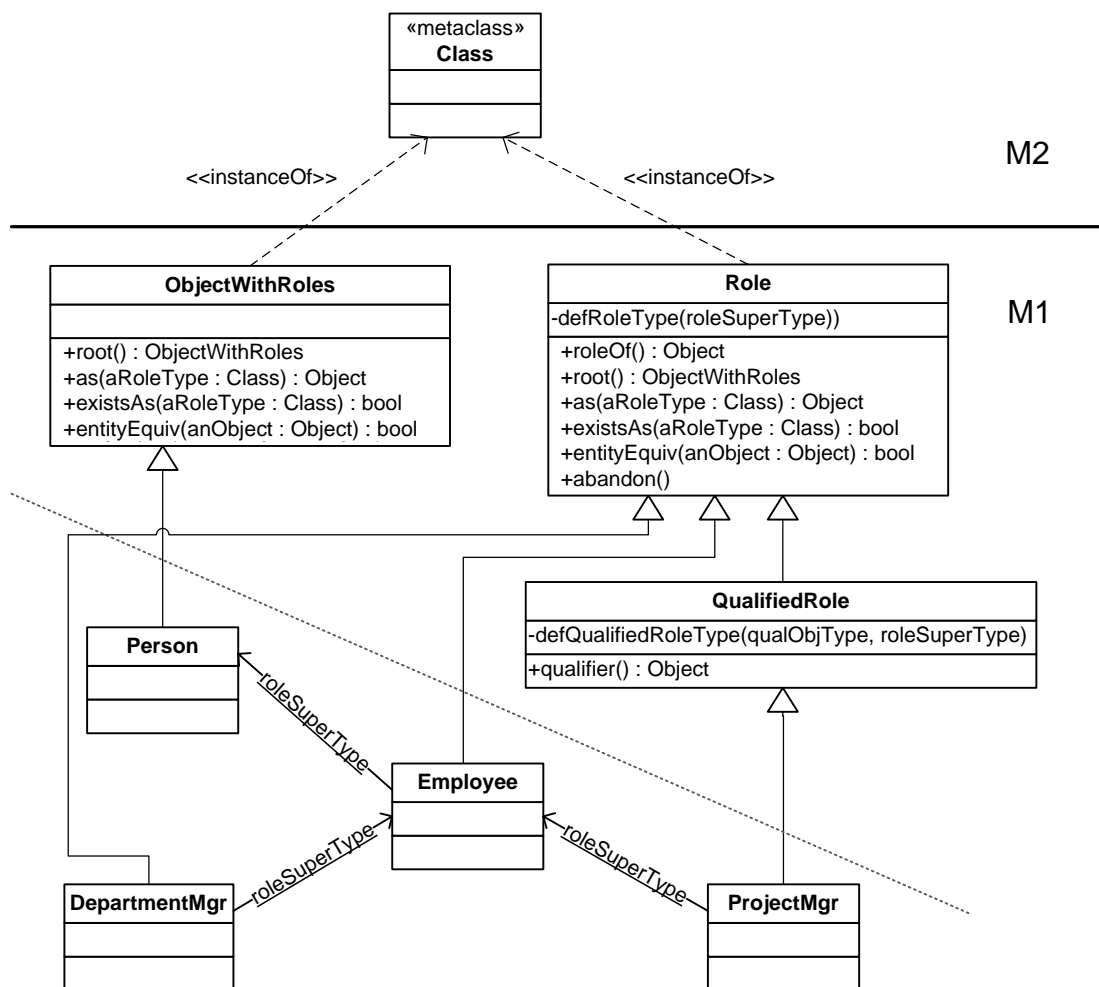 «metaclass»
Class
M2
<<instanceOf>>
<<instanceOf>>
ObjectWithRoles
+root() : ObjectWithRoles
+as(aRoleType : Class) : Object
+existsAs(aRoleType : Class) : bool
+entityEquiv(anObject : Object) : bool
Role
-defRoleType(roleSuperType))
+roleOf() : Object
+root() : ObjectWithRoles
+as(aRoleType : Class) : Object
+existsAs(aRoleType : Class) : bool
+entityEquiv(anObject : Object) : bool
+abandon()
M1
QualifiedRole
-defQualifiedRoleType(qualObjType, roleSuperType)
+qualifier() : Object
Person
roleSuperType
Employee
roleSuperType
roleSuperType
DepartmentMgr
ProjectMgr